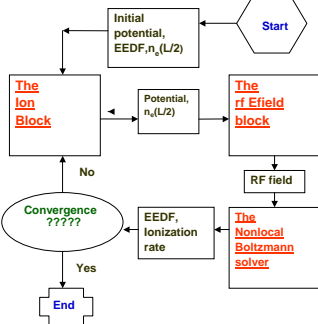 Initial
potential,
EEDF,nₑ(L/2)
Start
The
Ion
Block
Potential,
nₑ(L/2)
The
rf Efield
block
No
RF field
Convergence
?????
EEDF,
Ionization
rate
The
Nonlocal
Boltzmann
solver
Yes
End